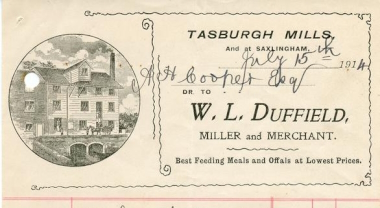 TASBURGH MILLS,
And at SAXLINGHAM.
July 15th 1914
A H Cooper Esq
DR TO
W. L. DUFFIELD,
MILLER and MERCHANT.
Best Feeding Meals and Offals at Lowest Prices.